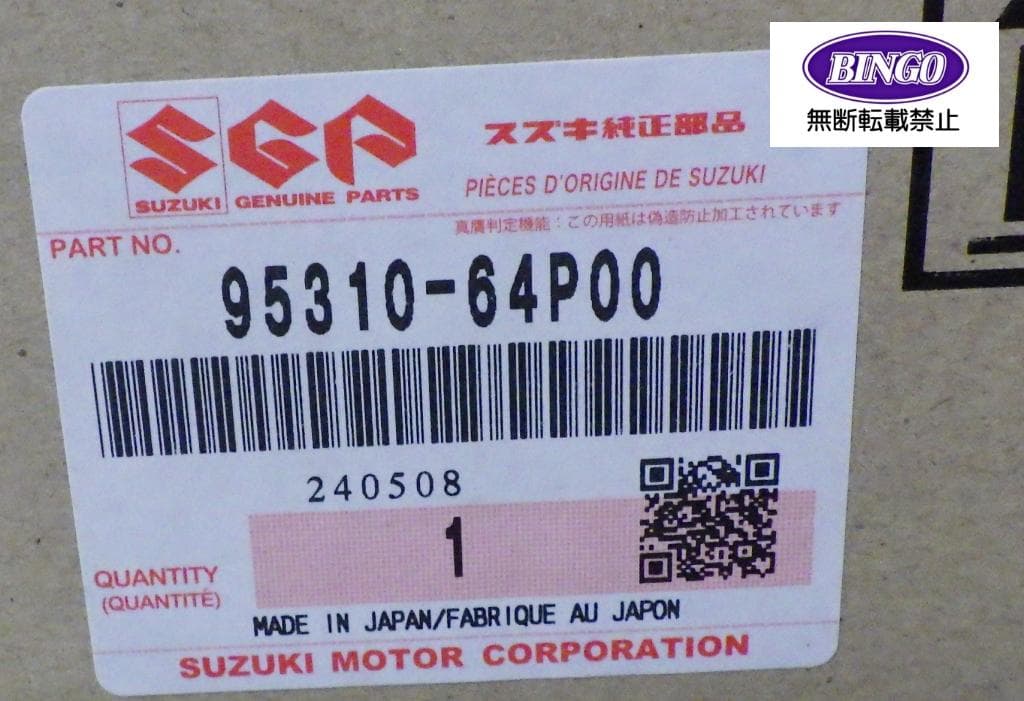 BINGO
無断転載禁止
SGP
スズキ純正部品
SUZUKI GENUINE PARTS
PIÈCES D'ORIGINE DE SUZUKI
真贋判定機能：この用紙は偽造防止加工されています
PART NO.
95310-64P00
240508
1
QUANTITY
(QUANTITÉ)
MADE IN JAPAN/FABRIQUE AU JAPON
SUZUKI MOTOR CORPORATION